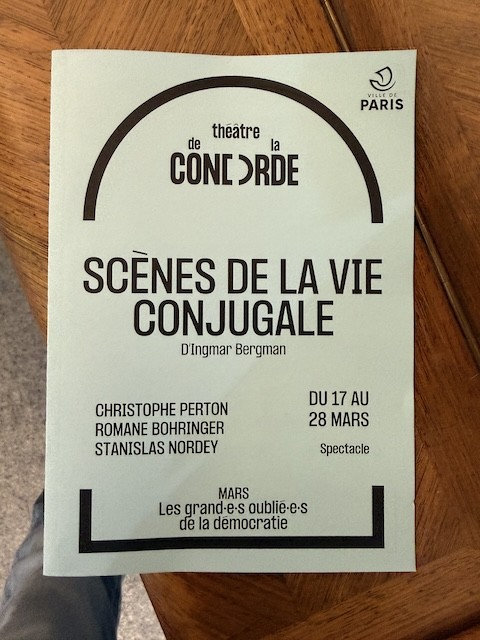 VILLE DE
PARIS
théâtre
de la
CONCORDE
SCÈNES DE LA VIE
CONJUGALE
D'Ingmar Bergman
CHRISTOPHE PERTON
ROMANE BOHRINGER
STANISLAS NORDEY
DU 17 AU
28 MARS
Spectacle
MARS
Les grand·e·s oublié·e·s
de la démocratie